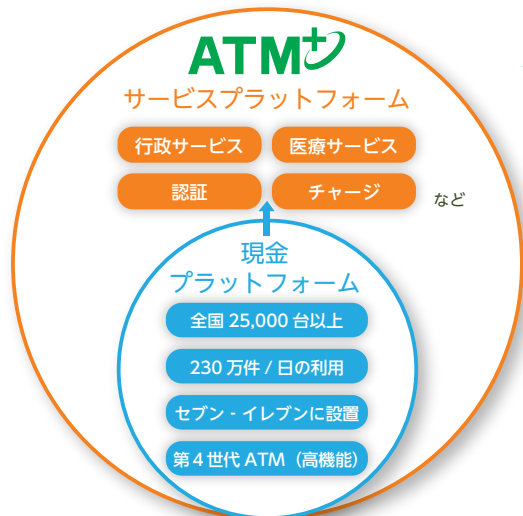 ATM+
サービスプラットフォーム
行政サービス 医療サービス
認証 チャージ など
現金
プラットフォーム
全国 25,000 台以上
230 万件 / 日の利用
セブン - イレブンに設置
第4世代 ATM（高機能）